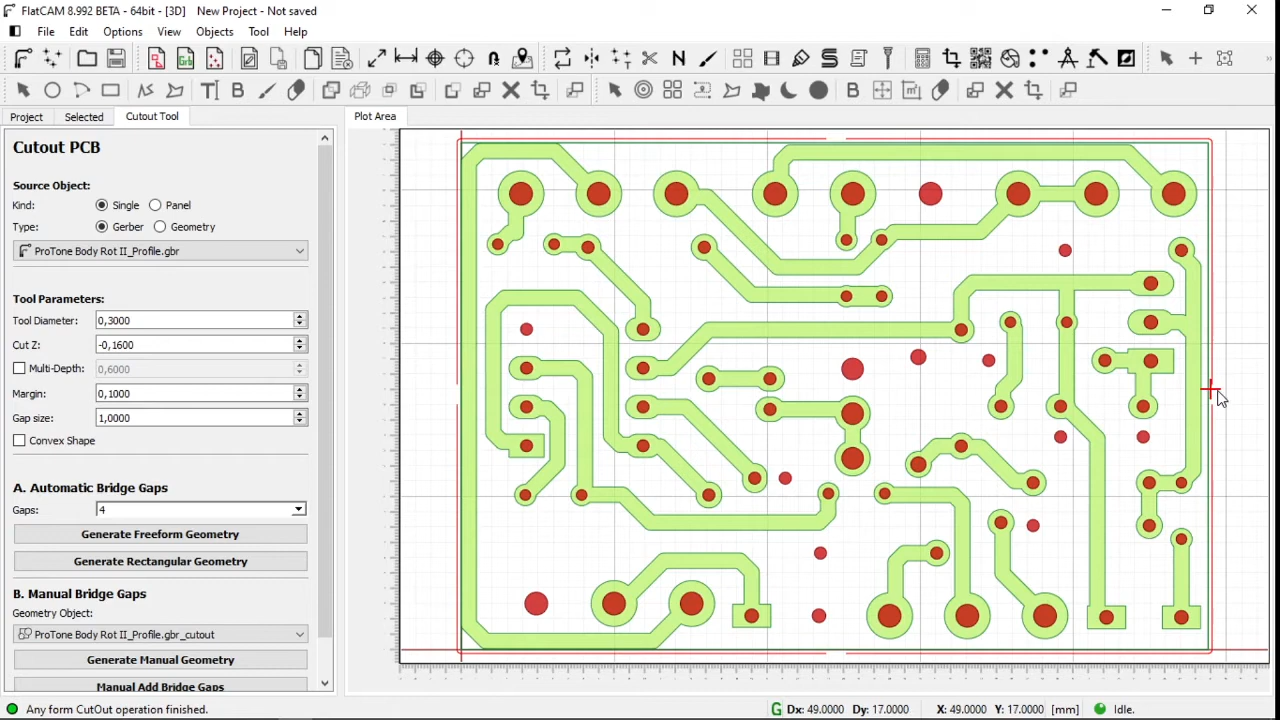 FlatCAM 8.992 BETA - 64bit - [3D]    New Project - Not saved
File Edit Options View Objects Tool Help
Project Selected Cutout Tool Plot Area
Cutout PCB
Source Object:
Kind: Single Panel
Type: Gerber Geometry
ProTone Body Rot II_Profile.gbr
Tool Parameters:
Tool Diameter: 0,3000
Cut Z: -0,1600
Multi-Depth: 0,6000
Margin: 0,1000
Gap size: 1,0000
Convex Shape
A. Automatic Bridge Gaps
Gaps: 4
Generate Freeform Geometry
Generate Rectangular Geometry
B. Manual Bridge Gaps
Geometry Object:
ProTone Body Rot II_Profile.gbr_cutout
Generate Manual Geometry
Manual Add Bridge Gaps
Any form CutOut operation finished. G Dx: 49.0000 Dy: 17.0000 X: 49.0000 Y: 17.0000 [mm] Idle.